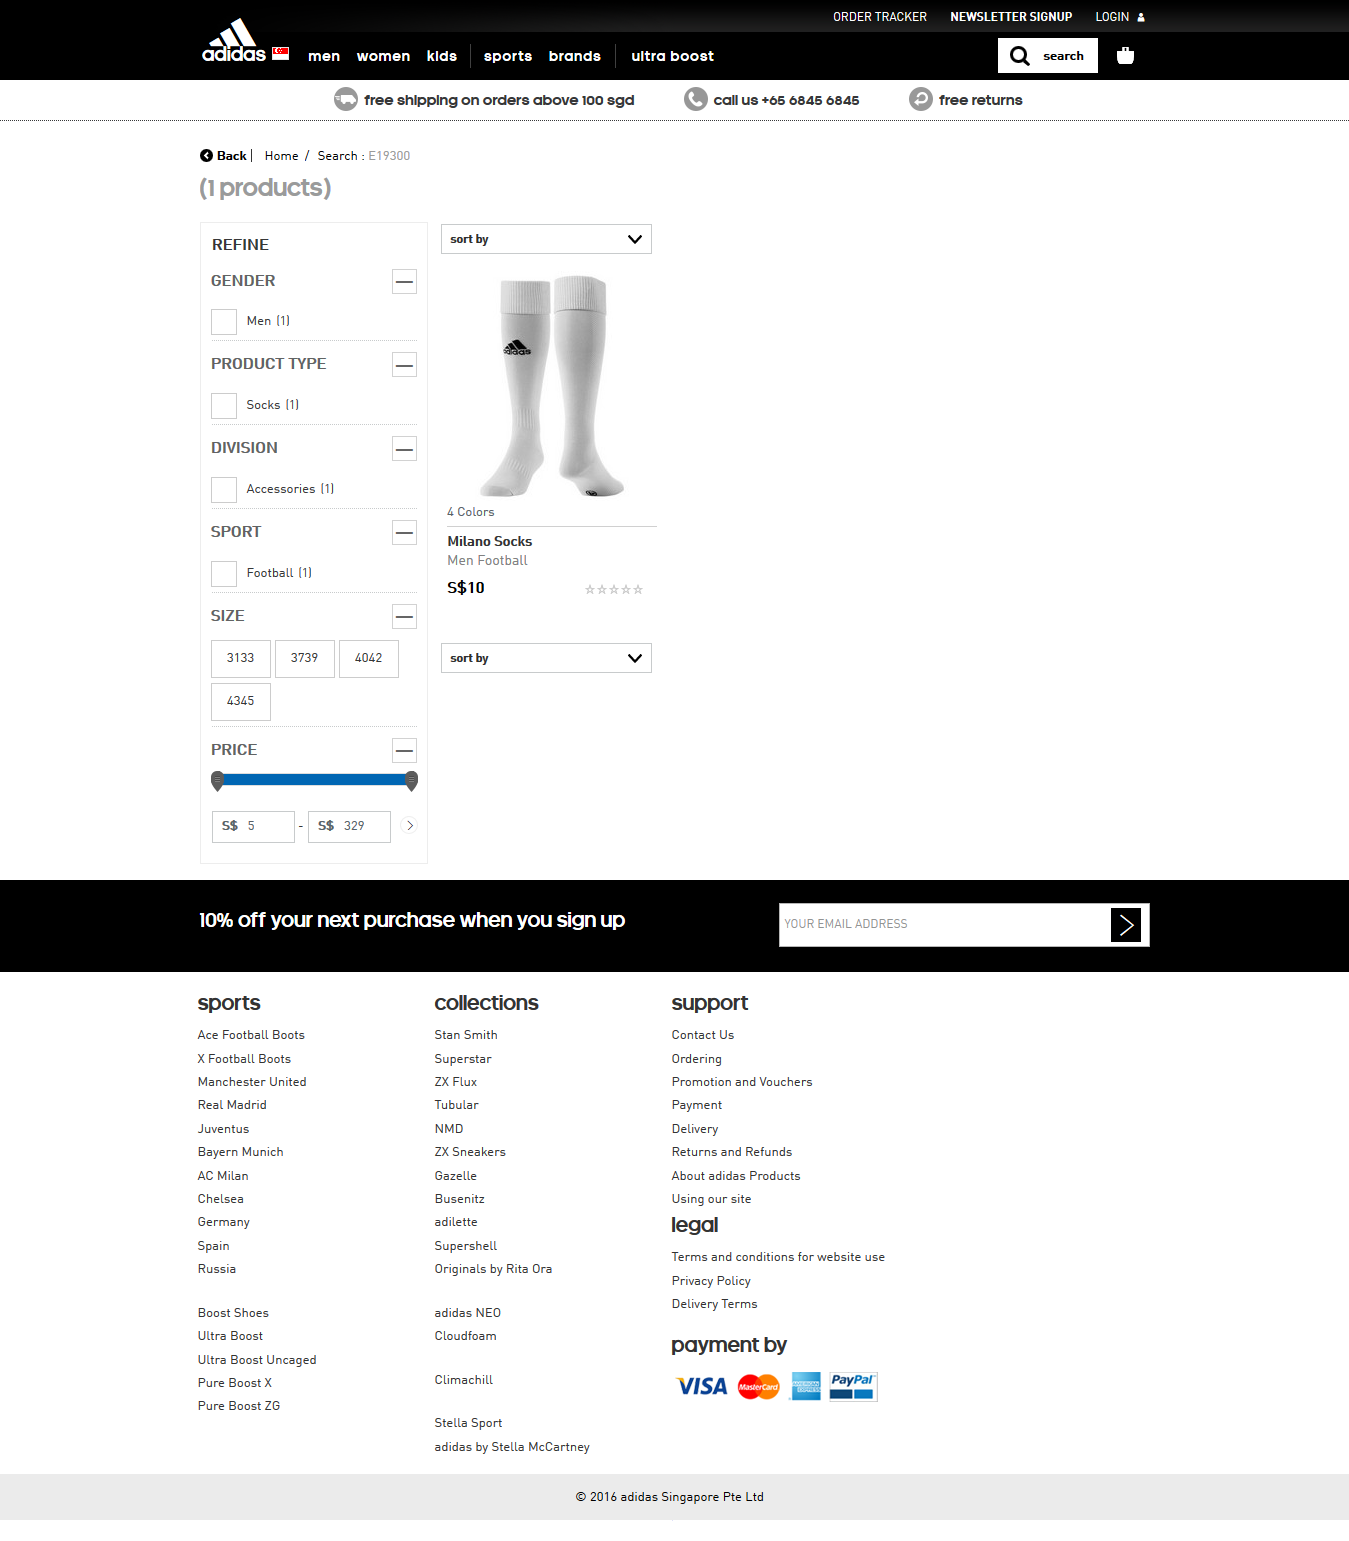 ORDER TRACKER NEWSLETTER SIGNUP LOGIN
adidas men women kids sports brands ultra boost search
free shipping on orders above 100 sgd call us +65 6845 6845 free returns
Back | Home / Search : E19300
(1 products)
REFINE
GENDER
Men (1)
PRODUCT TYPE
Socks (1)
DIVISION
Accessories (1)
SPORT
Football (1)
SIZE
3133 3739 4042
4345
PRICE
S$ 5 - S$ 329
sort by
adidas
4 Colors
Milano Socks
Men Football
S$10
sort by
10% off your next purchase when you sign up
YOUR EMAIL ADDRESS
sports
Ace Football Boots
X Football Boots
Manchester United
Real Madrid
Juventus
Bayern Munich
AC Milan
Chelsea
Germany
Spain
Russia
Boost Shoes
Ultra Boost
Ultra Boost Uncaged
Pure Boost X
Pure Boost ZG
collections
Stan Smith
Superstar
ZX Flux
Tubular
NMD
ZX Sneakers
Gazelle
Busenitz
adilette
Supershell
Originals by Rita Ora
adidas NEO
Cloudfoam
Climachill
Stella Sport
adidas by Stella McCartney
support
Contact Us
Ordering
Promotion and Vouchers
Payment
Delivery
Returns and Refunds
About adidas Products
Using our site
legal
Terms and conditions for website use
Privacy Policy
Delivery Terms
payment by
VISA MasterCard AMERICAN EXPRESS PayPal
© 2016 adidas Singapore Pte Ltd